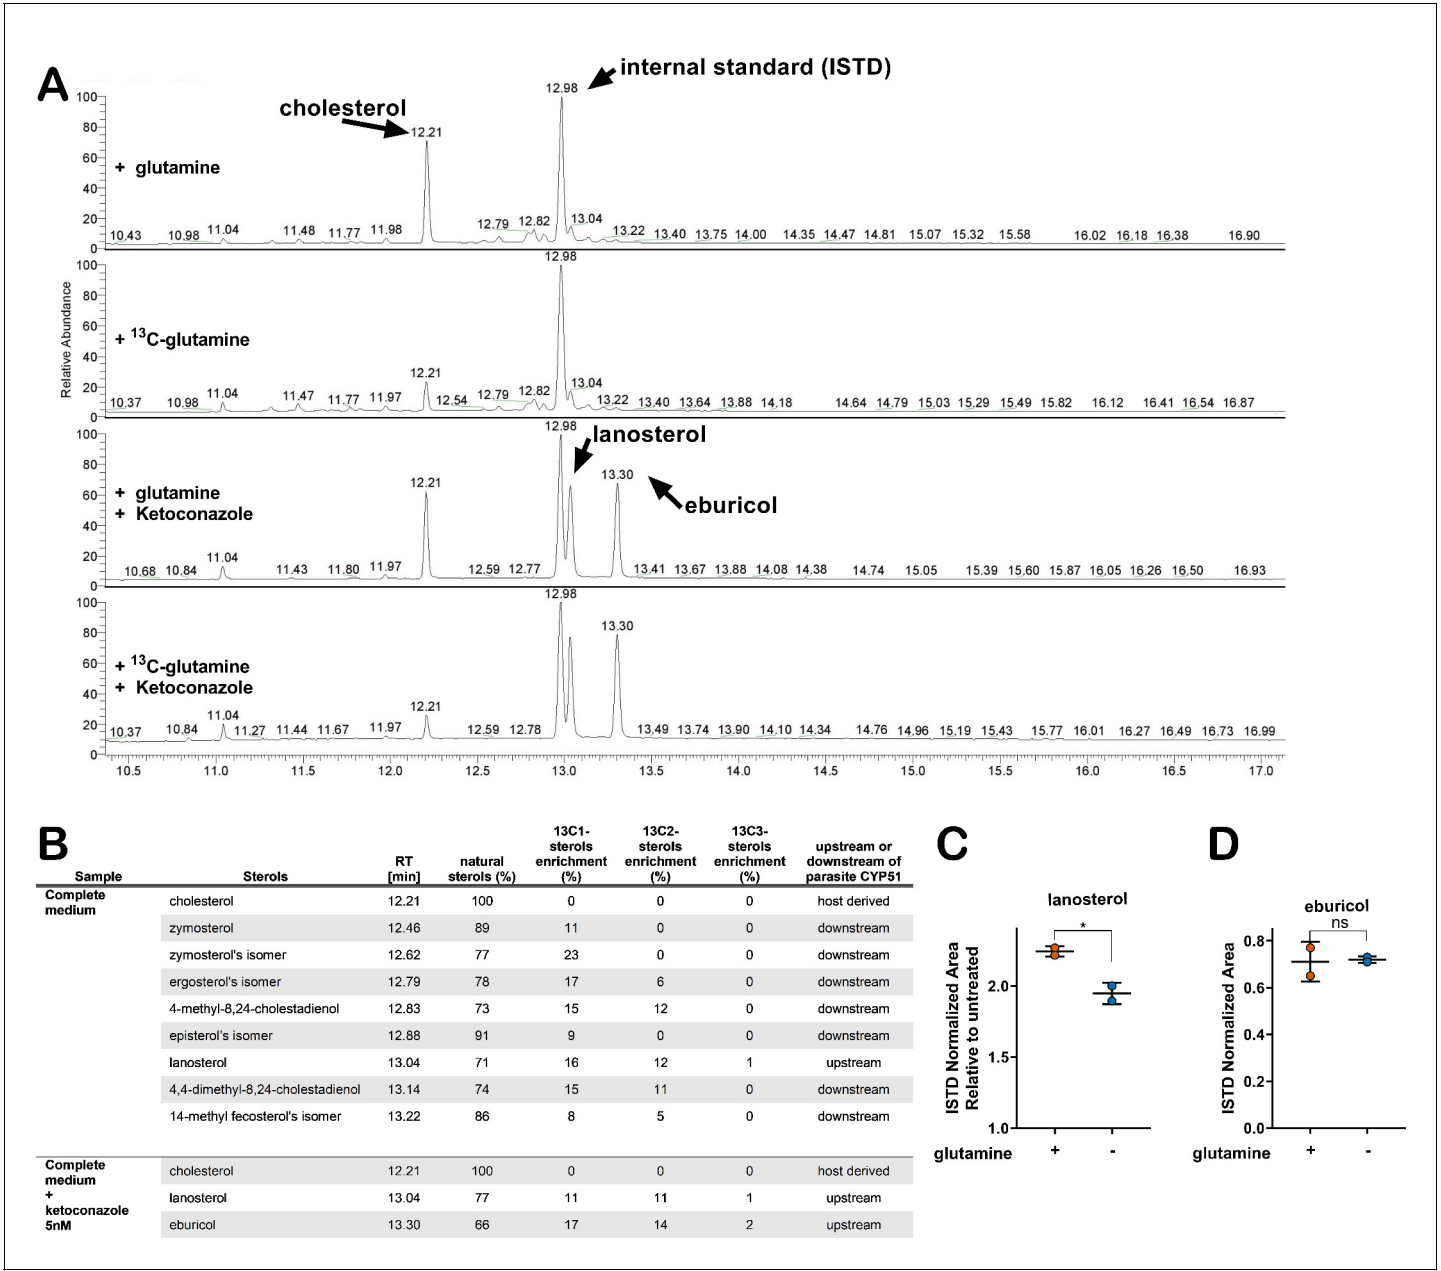 A
internal standard (ISTD)
cholesterol
Relative Abundance
100
80
60
40
20
0
+ glutamine
10.43 10.98 11.04 11.48 11.77 11.98 12.21 12.79 12.82 12.98 13.04 13.22 13.40 13.75 14.00 14.35 14.47 14.81 15.07 15.32 15.58 16.02 16.18 16.38 16.90
100
80
60
40
20
0
+ 13C-glutamine
10.37 10.98 11.04 11.47 11.77 11.97 12.21 12.54 12.79 12.82 12.98 13.04 13.22 13.40 13.64 13.88 14.18 14.64 14.79 15.03 15.29 15.49 15.82 16.12 16.41 16.54 16.87
lanosterol
eburicol
100
80
60
40
20
0
+ glutamine
+ Ketoconazole
10.68 10.84 11.04 11.43 11.80 11.97 12.21 12.59 12.77 12.98 13.30 13.41 13.67 13.88 14.08 14.38 14.74 15.05 15.39 15.60 15.87 16.05 16.26 16.50 16.93
100
80
60
40
20
0
+ 13C-glutamine
+ Ketoconazole
10.37 10.84 11.04 11.27 11.44 11.67 11.97 12.21 12.59 12.78 12.98 13.30 13.49 13.74 13.90 14.10 14.34 14.76 14.96 15.19 15.43 15.77 16.01 16.27 16.49 16.73 16.99
10.5 11.0 11.5 12.0 12.5 13.0 13.5 14.0 14.5 15.0 15.5 16.0 16.5 17.0
B
Sample Sterols RT [min] natural sterols (%) 13C1-sterols enrichment (%) 13C2-sterols enrichment (%) 13C3-sterols enrichment (%) upstream or downstream of parasite CYP51
Complete medium
cholesterol 12.21 100 0 0 0 host derived
zymosterol 12.46 89 11 0 0 downstream
zymosterol's isomer 12.62 77 23 0 0 downstream
ergosterol's isomer 12.79 78 17 6 0 downstream
4-methyl-8,24-cholestadienol 12.83 73 15 12 0 downstream
episterol's isomer 12.88 91 9 0 0 downstream
lanosterol 13.04 71 16 12 1 upstream
4,4-dimethyl-8,24-cholestadienol 13.14 74 15 11 0 downstream
14-methyl fecosterol's isomer 13.22 86 8 5 0 downstream
Complete medium + ketoconazole 5nM
cholesterol 12.21 100 0 0 0 host derived
lanosterol 13.04 77 11 11 1 upstream
eburicol 13.30 66 17 14 2 upstream
C
lanosterol
*
ISTD Normalized Area
Relative to untreated
2.0
1.5
1.0
glutamine + -
D
eburicol
ns
ISTD Normalized Area
0.8
0.6
0.4
0.2
0.0
glutamine + -